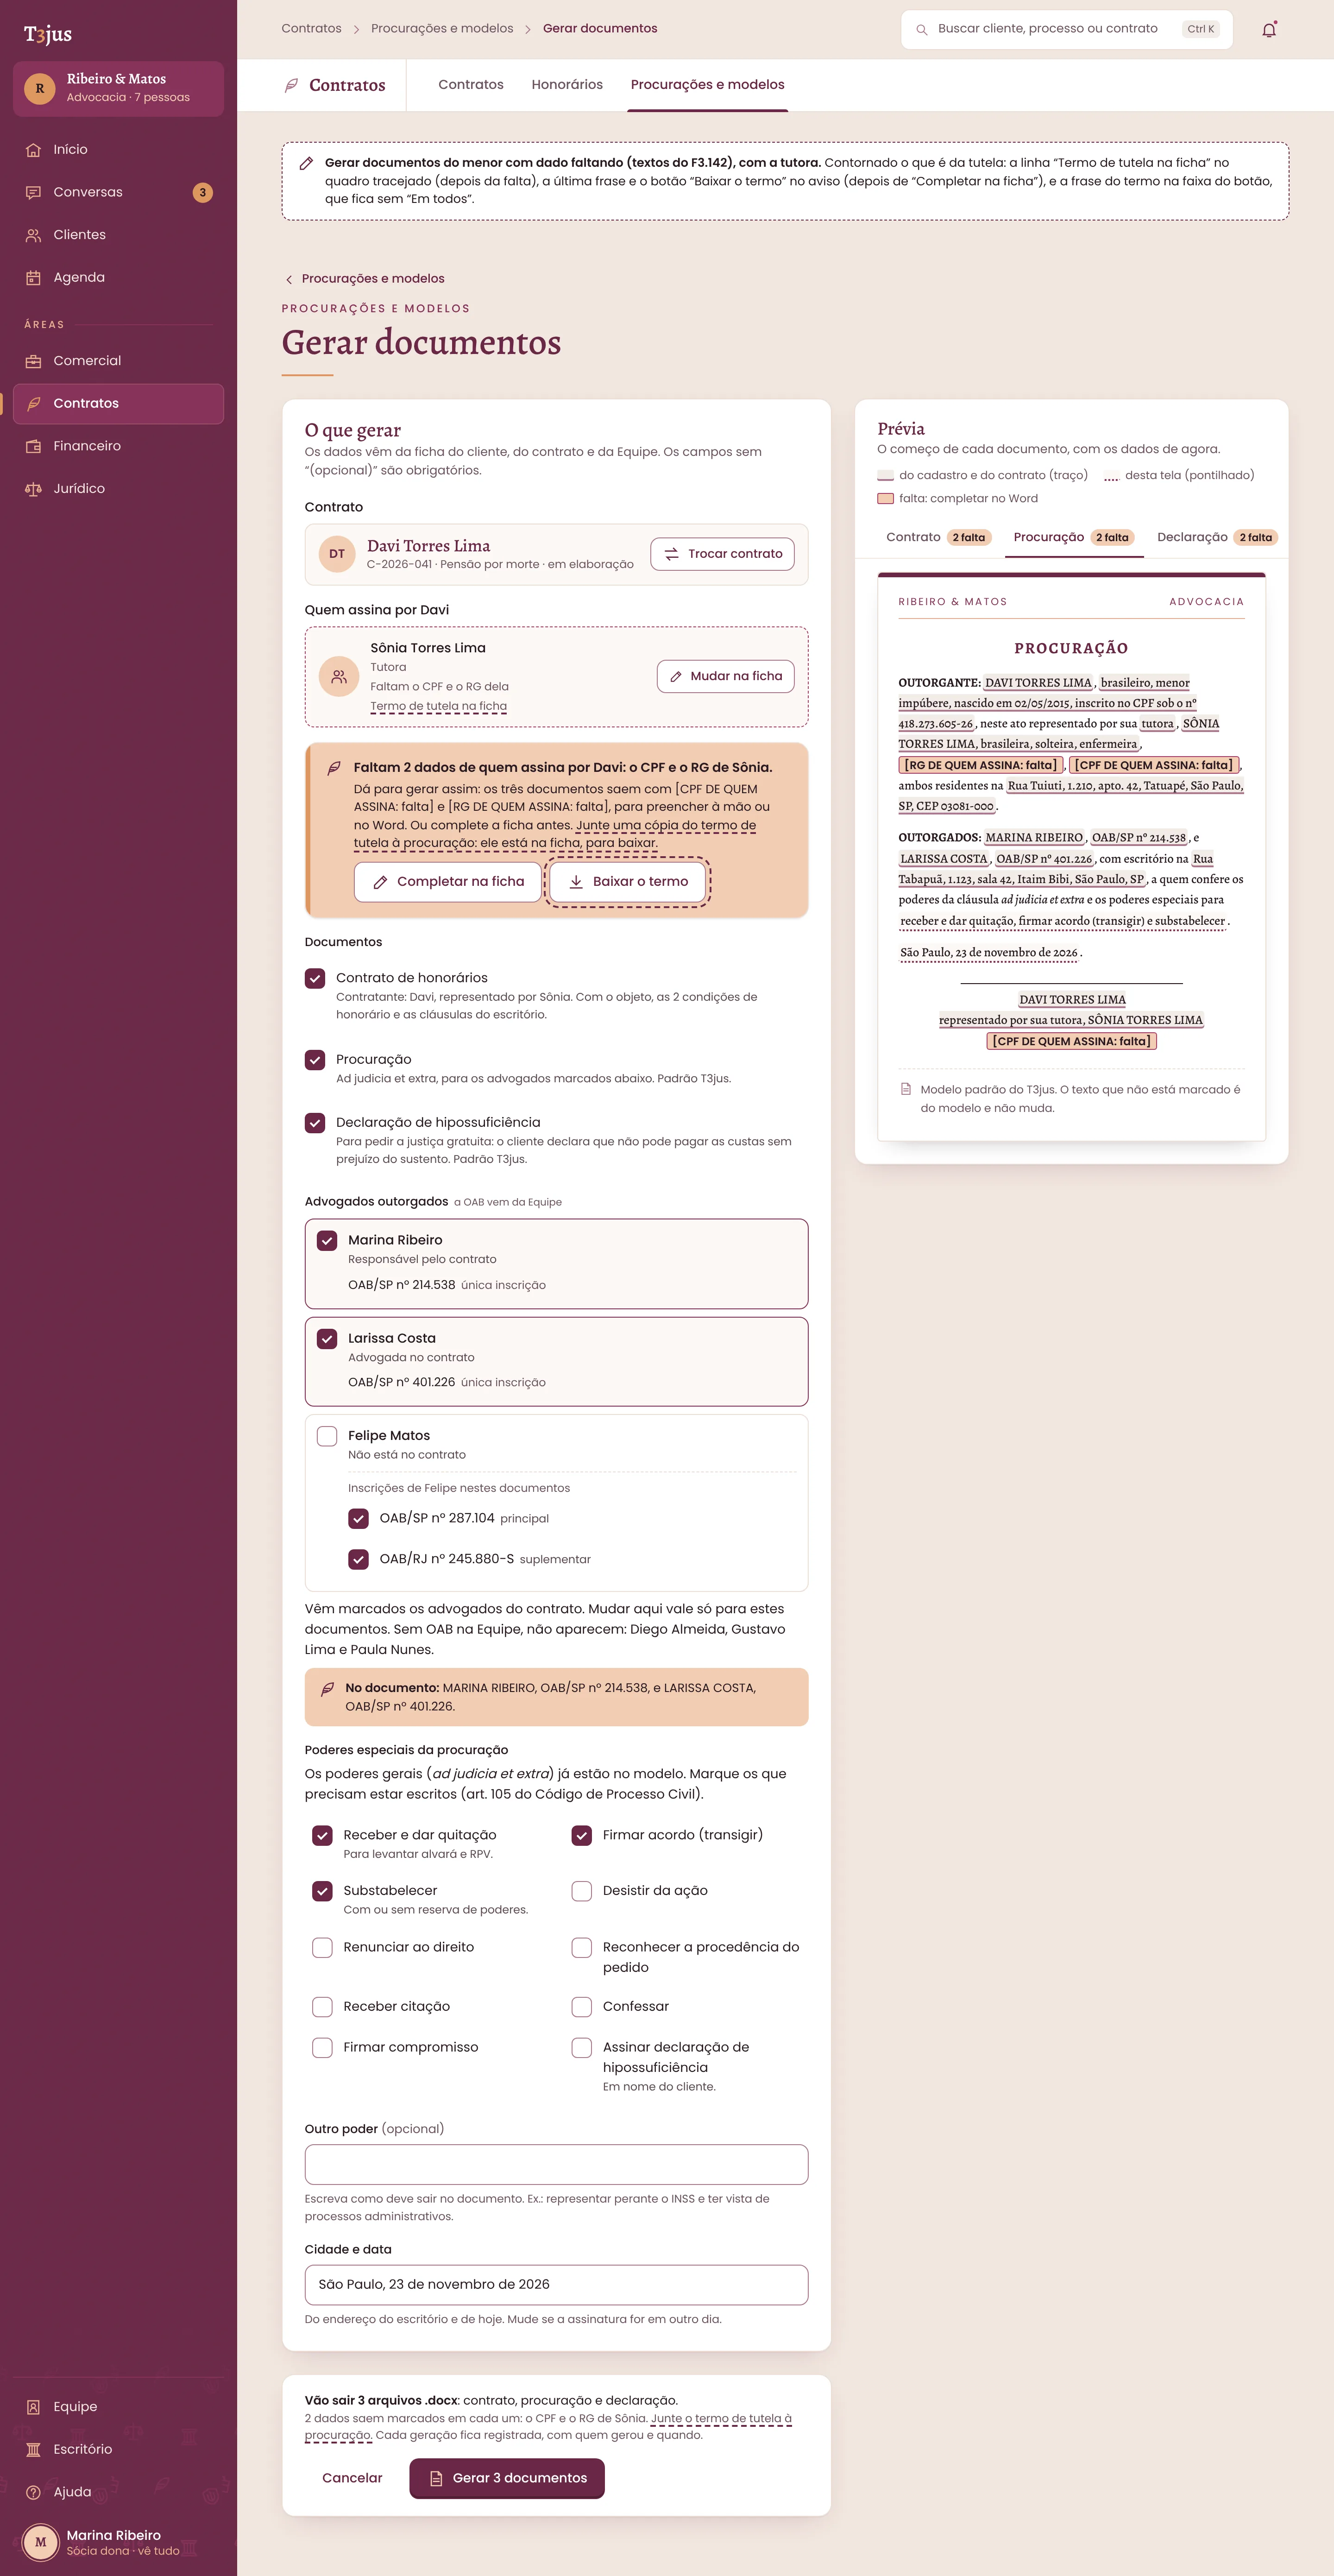 T3jus
R
Ribeiro & Matos
Advocacia · 7 pessoas
Início
Conversas
3
Clientes
Agenda
ÁREAS
Comercial
Contratos
Financeiro
Jurídico
Equipe
Escritório
Ajuda
M
Marina Ribeiro
Sócia dona · vê tudo
Contratos
Procurações e modelos
Gerar documentos
Buscar cliente, processo ou contrato
Ctrl K
Contratos
Contratos
Honorários
Procurações e modelos
Gerar documentos do menor com dado faltando (textos do F3.142), com a tutora. Contornado o que é da tutela: a linha “Termo de tutela na ficha” no
quadro tracejado (depois da falta), a última frase e o botão “Baixar o termo” no aviso (depois de “Completar na ficha”), e a frase do termo na faixa do botão,
que fica sem “Em todos”.
Procurações e modelos
PROCURAÇÕES E MODELOS
Gerar documentos
O que gerar
Os dados vêm da ficha do cliente, do contrato e da Equipe. Os campos sem
“(opcional)” são obrigatórios.
Contrato
DT
Davi Torres Lima
C-2026-041 · Pensão por morte · em elaboração
Trocar contrato
Quem assina por Davi
Sônia Torres Lima
Tutora
Faltam o CPF e o RG dela
Termo de tutela na ficha
Mudar na ficha
Faltam 2 dados de quem assina por Davi: o CPF e o RG de Sônia.
Dá para gerar assim: os três documentos saem com [CPF DE QUEM
ASSINA: falta] e [RG DE QUEM ASSINA: falta], para preencher à mão ou
no Word. Ou complete a ficha antes. Junte uma cópia do termo de
tutela à procuração: ele está na ficha, para baixar.
Completar na ficha
Baixar o termo
Documentos
Contrato de honorários
Contratante: Davi, representado por Sônia. Com o objeto, as 2 condições de
honorário e as cláusulas do escritório.
Procuração
Ad judicia et extra, para os advogados marcados abaixo. Padrão T3jus.
Declaração de hipossuficiência
Para pedir a justiça gratuita: o cliente declara que não pode pagar as custas sem
prejuízo do sustento. Padrão T3jus.
Advogados outorgados a OAB vem da Equipe
Marina Ribeiro
Responsável pelo contrato
OAB/SP nº 214.538 única inscrição
Larissa Costa
Advogada no contrato
OAB/SP nº 401.226 única inscrição
Felipe Matos
Não está no contrato
Inscrições de Felipe nestes documentos
OAB/SP nº 287.104 principal
OAB/RJ nº 245.880-S suplementar
Vêm marcados os advogados do contrato. Mudar aqui vale só para estes
documentos. Sem OAB na Equipe, não aparecem: Diego Almeida, Gustavo
Lima e Paula Nunes.
No documento: MARINA RIBEIRO, OAB/SP nº 214.538, e LARISSA COSTA,
OAB/SP nº 401.226.
Poderes especiais da procuração
Os poderes gerais (ad judicia et extra) já estão no modelo. Marque os que
precisam estar escritos (art. 105 do Código de Processo Civil).
Receber e dar quitação
Para levantar alvará e RPV.
Firmar acordo (transigir)
Substabelecer
Com ou sem reserva de poderes.
Desistir da ação
Renunciar ao direito
Reconhecer a procedência do
pedido
Receber citação
Confessar
Firmar compromisso
Assinar declaração de
hipossuficiência
Em nome do cliente.
Outro poder (opcional)
Escreva como deve sair no documento. Ex.: representar perante o INSS e ter vista de
processos administrativos.
Cidade e data
São Paulo, 23 de novembro de 2026
Do endereço do escritório e de hoje. Mude se a assinatura for em outro dia.
Vão sair 3 arquivos .docx: contrato, procuração e declaração.
2 dados saem marcados em cada um: o CPF e o RG de Sônia. Junte o termo de tutela à
procuração. Cada geração fica registrada, com quem gerou e quando.
Cancelar
Gerar 3 documentos
Prévia
O começo de cada documento, com os dados de agora.
do cadastro e do contrato (traço)
desta tela (pontilhado)
falta: completar no Word
Contrato 2 falta
Procuração 2 falta
Declaração 2 falta
RIBEIRO & MATOS
ADVOCACIA
PROCURAÇÃO
OUTORGANTE: DAVI TORRES LIMA, brasileiro, menor
impúbere, nascido em 02/05/2015, inscrito no CPF sob o nº
418.273.605-26, neste ato representado por sua tutora, SÔNIA
TORRES LIMA, brasileira, solteira, enfermeira,
[RG DE QUEM ASSINA: falta], [CPF DE QUEM ASSINA: falta],
ambos residentes na Rua Tuiuti, 1.210, apto. 42, Tatuapé, São Paulo,
SP, CEP 03081-000.
OUTORGADOS: MARINA RIBEIRO, OAB/SP nº 214.538, e
LARISSA COSTA, OAB/SP nº 401.226, com escritório na Rua
Tabapuã, 1.123, sala 42, Itaim Bibi, São Paulo, SP, a quem confere os
poderes da cláusula ad judicia et extra e os poderes especiais para
receber e dar quitação, firmar acordo (transigir) e substabelecer.
São Paulo, 23 de novembro de 2026.
DAVI TORRES LIMA
representado por sua tutora, SÔNIA TORRES LIMA
[CPF DE QUEM ASSINA: falta]
Modelo padrão do T3jus. O texto que não está marcado é
do modelo e não muda.